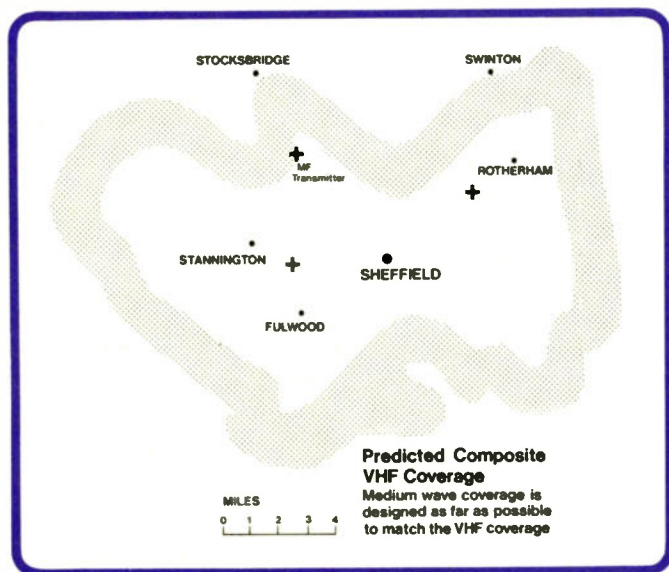 STOCKSBRIDGE
SWINTON
MF
Transmitter
ROTHERHAM
STANNINGTON
SHEFFIELD
FULWOOD
Predicted Composite
VHF Coverage
Medium wave coverage is
designed as far as possible
to match the VHF coverage
MILES
0 1 2 3 4